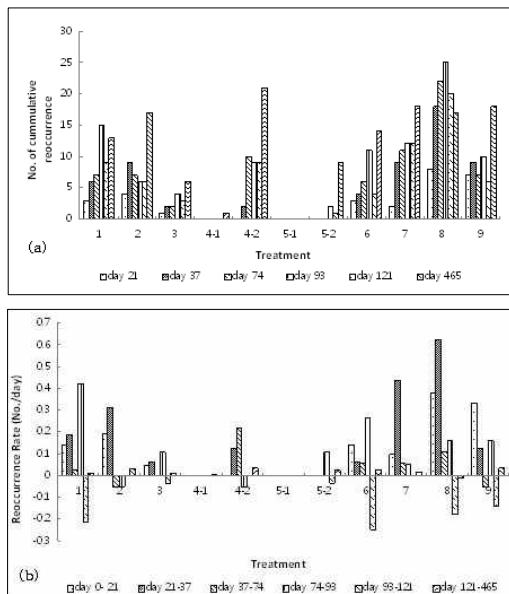 No. of cummulative
reoccurrence
30
25
20
15
10
5
0
1 2 3 4-1 4-2 5-1 5-2 6 7 8 9
(a)
Treatment
day 21 day 37 day 74 day 93 day 121 day 465
Reoccurrence Rate (No./day)
0.7
0.6
0.5
0.4
0.3
0.2
0.1
0
-0.1
-0.2
-0.3
1 2 3 4-1 4-2 5-1 5-2 6 7 8 9
Treatment
(b)
day 0-21 day 21-37 day 37-74 day 74-93 day 93-121 day 121-465